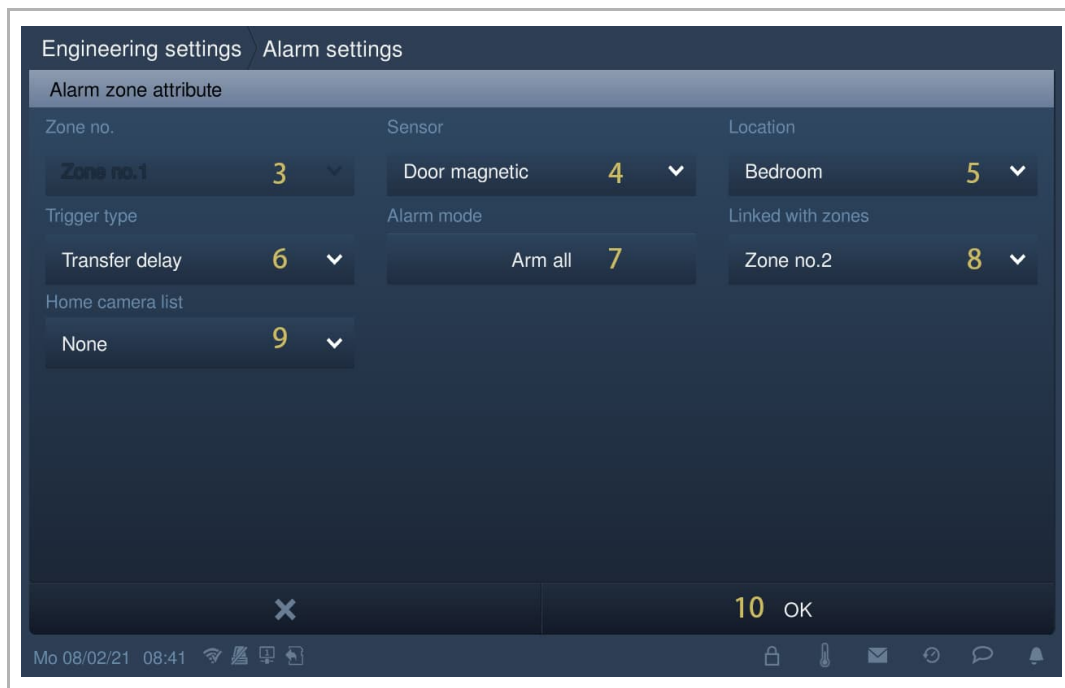 Engineering settings Alarm settings
Alarm zone attribute
Zone no. Sensor Location
Zone no.1 3 Door magnetic 4 Bedroom 5
Trigger type Alarm mode Linked with zones
Transfer delay 6 Arm all 7 Zone no.2 8
Home camera list
None 9
10 OK
Mo 08/02/21 08:41 1